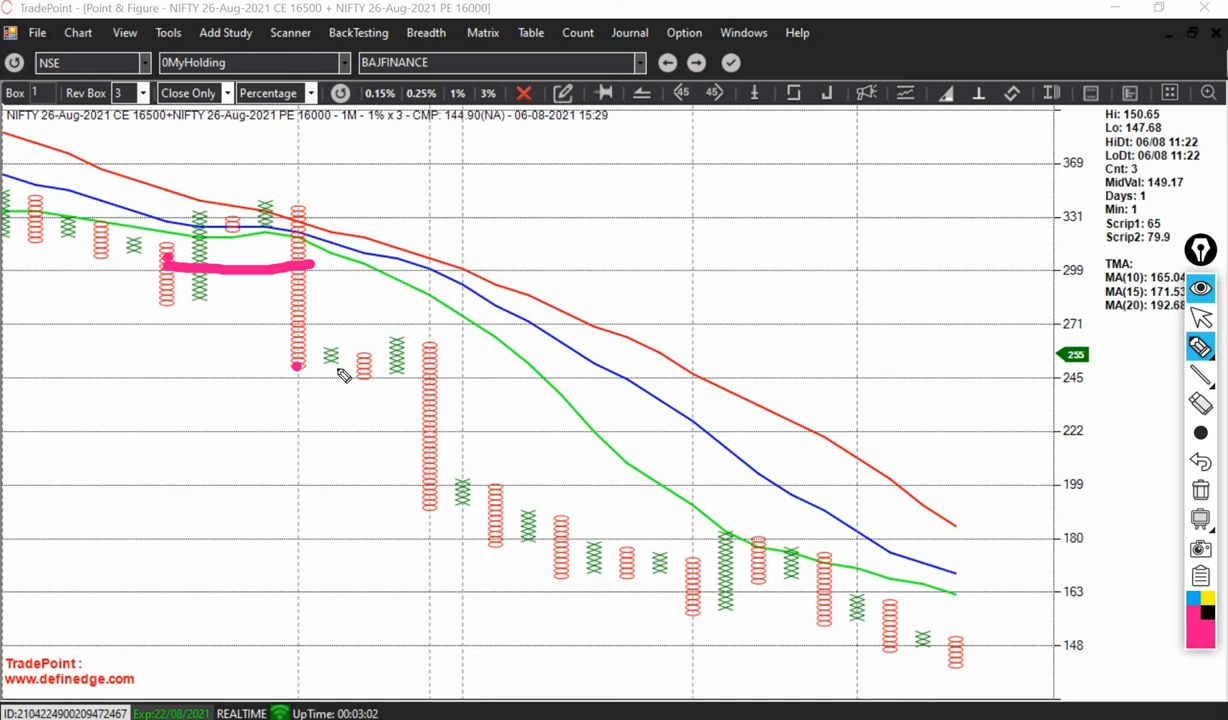 TradePoint - [Point & Figure - NIFTY 26-Aug-2021 CE 16500 + NIFTY 26-Aug-2021 PE 16000]
File Chart View Tools Add Study Scanner BackTesting Breadth Matrix Table Count Journal Option Windows Help
NSE 0MyHolding BAJFINANCE
Box 1 Rev Box 3 Close Only Percentage 0.15% 0.25% 1% 3% 45 45
NIFTY 26-Aug-2021 CE 16500+NIFTY 26-Aug-2021 PE 16000 - 1M - 1% x 3 - CMP: 144.90(NA) - 06-08-2021 15:29
Hi: 150.65
Lo: 147.68
HiDt: 06/08 11:22
LoDt: 06/08 11:22
Cnt: 3
MidVal: 149.17
Days: 1
Min: 1
Scrip1: 65
Scrip2: 79.9
TMA:
MA(10): 165.04
MA(15): 171.53
MA(20): 192.68
369
331
299
271
255
245
222
199
180
163
148
TradePoint :
www.definedge.com
ID:2104224900209472467 Exp:22/08/2021 REALTIME UpTime: 00:03:02